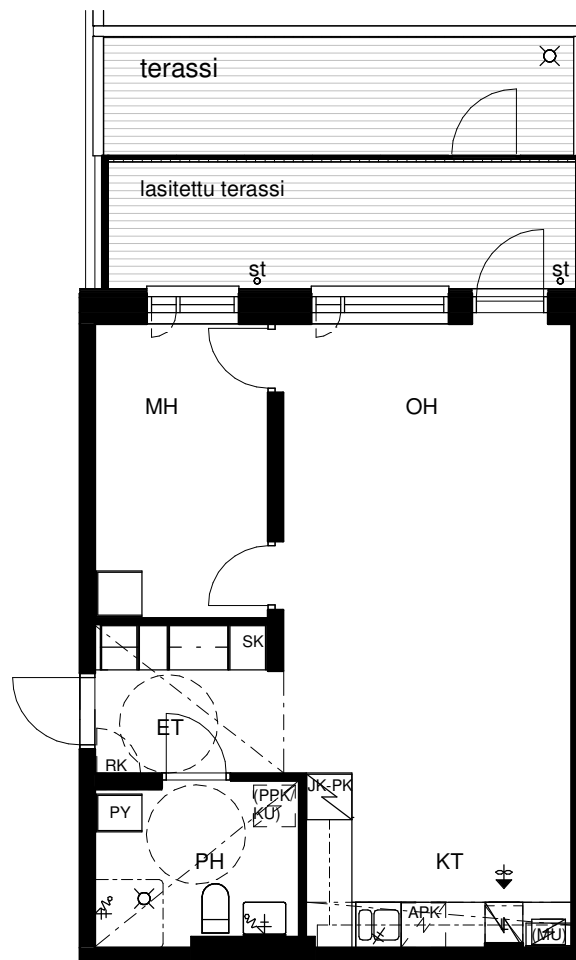 terassi
lasitettu terassi
st
st
MH
OH
SK
ET
RK
PY
(PPK/
KU)
JK-PK
PH
KT
APK
(MU)